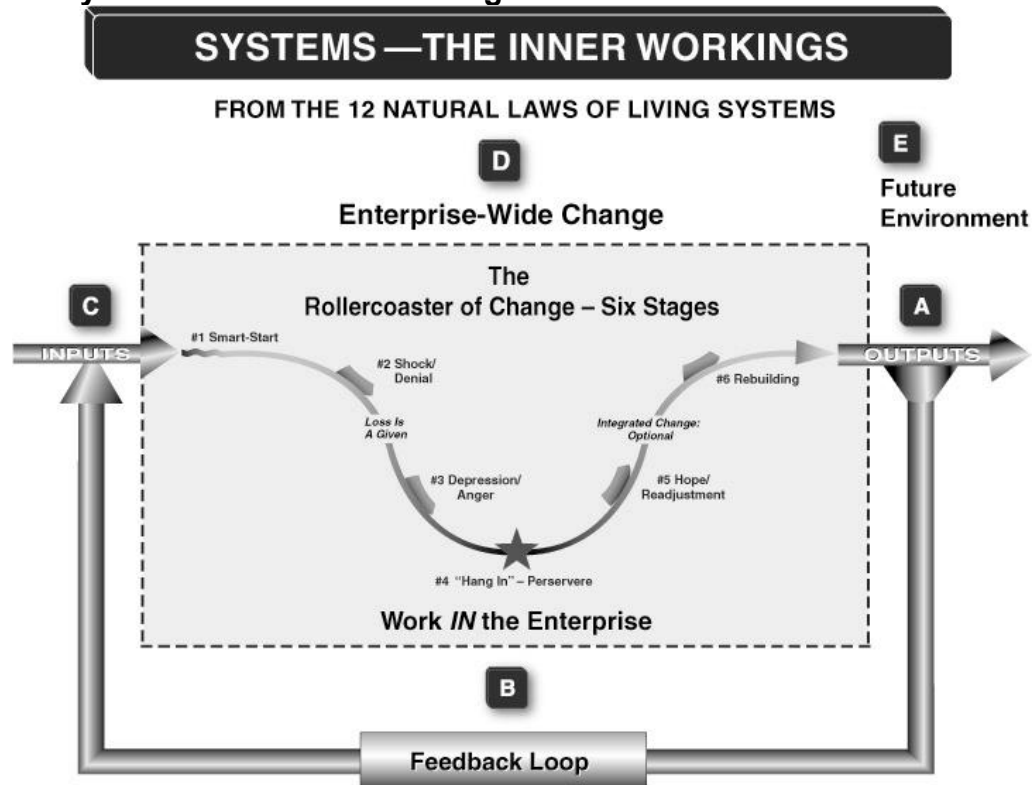 SYSTEMS—THE INNER WORKINGS
FROM THE 12 NATURAL LAWS OF LIVING SYSTEMS
D
E
Future
Environment
Enterprise-Wide Change
The
Rollercoaster of Change – Six Stages
C
A
INPUTS
#1 Smart-Start
#2 Shock/
Denial
Loss Is
A Given
#3 Depression/
Anger
#4 “Hang In” – Perservere
#5 Hope/
Readjustment
Integrated Change:
Optional
#6 Rebuilding
OUTPUTS
Work IN the Enterprise
B
Feedback Loop